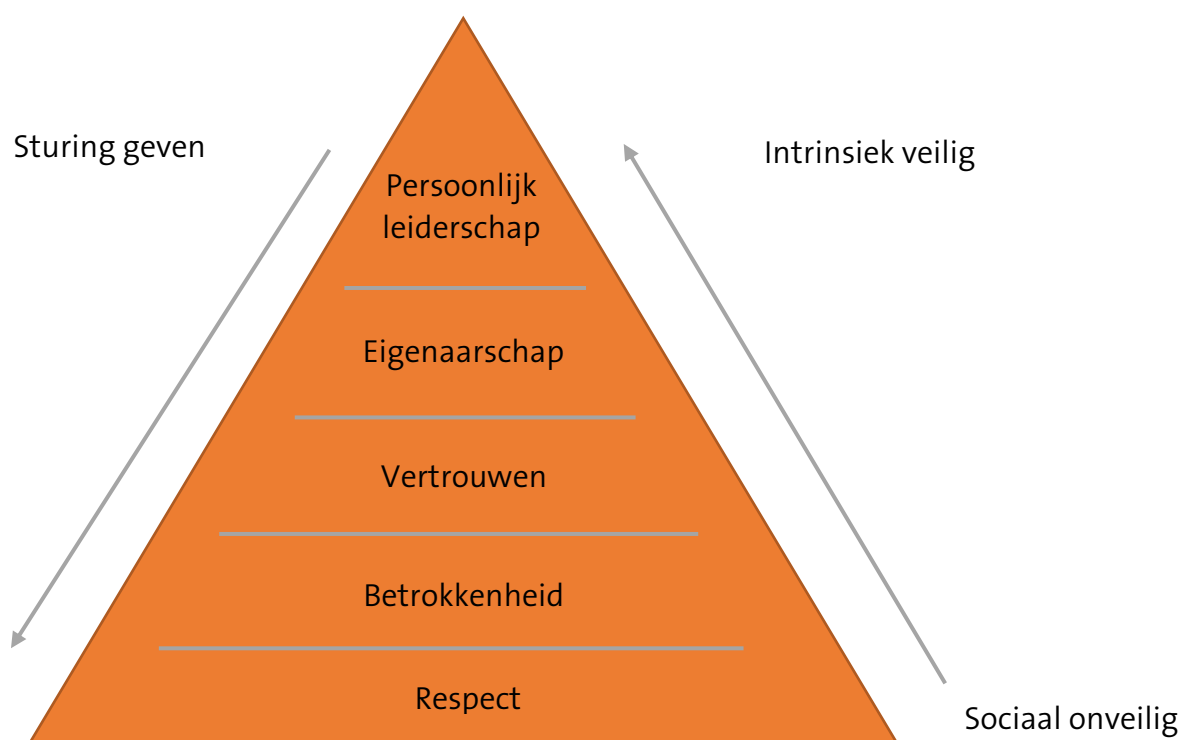 Sturing geven
Intrinsiek veilig
Persoonlijk
leiderschap
Eigenaarschap
Vertrouwen
Betrokkenheid
Respect
Sociaal onveilig